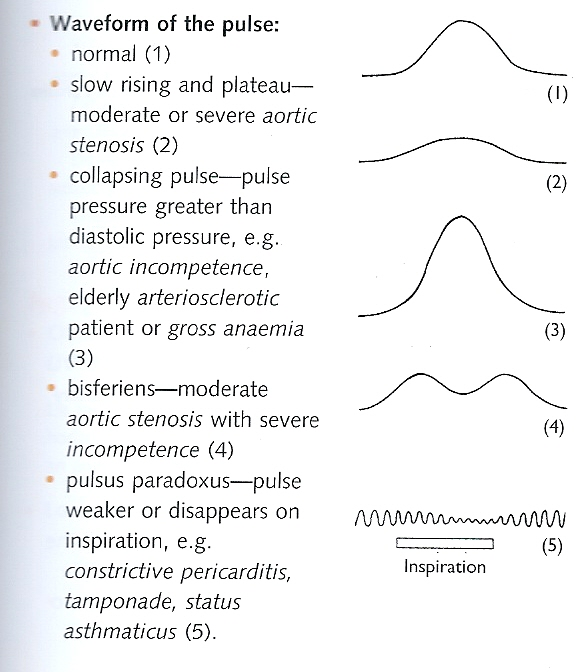 • Waveform of the pulse:
• normal (1)
• slow rising and plateau—
moderate or severe aortic
stenosis (2)
• collapsing pulse—pulse
pressure greater than
diastolic pressure, e.g.
aortic incompetence,
elderly arteriosclerotic
patient or gross anaemia
(3)
• bisferiens—moderate
aortic stenosis with severe
incompetence (4)
• pulsus paradoxus—pulse
weaker or disappears on
inspiration, e.g.
constrictive pericarditis,
tamponade, status
asthmaticus (5).
(1)
(2)
(3)
(4)
(5)
Inspiration